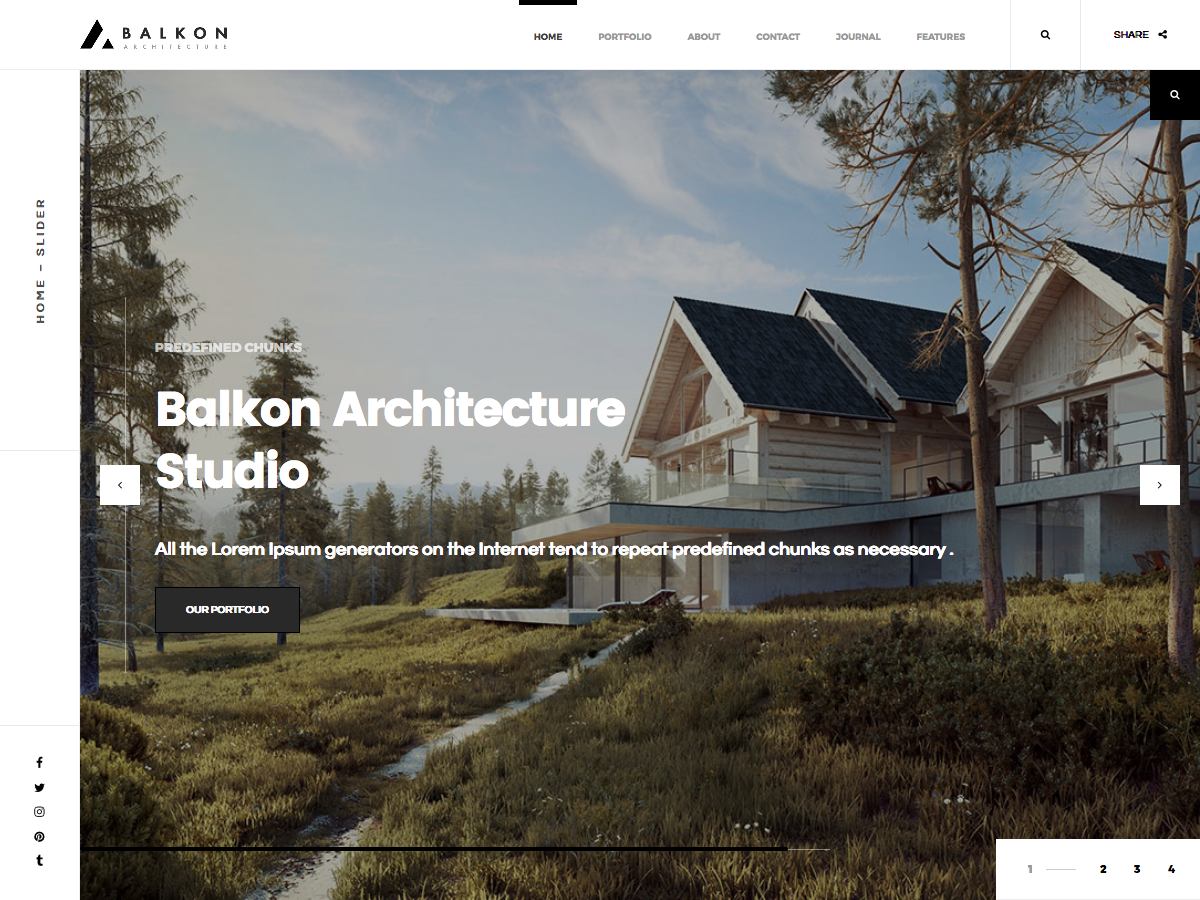 BALKON
ARCHITECTURE
HOME
PORTFOLIO
ABOUT
CONTACT
JOURNAL
FEATURES
SHARE
HOME – SLIDER
PREDEFINED CHUNKS
Balkon Architecture
Studio
All the Lorem Ipsum generators on the Internet tend to repeat predefined chunks as necessary .
OUR PORTFOLIO
1
2
3
4